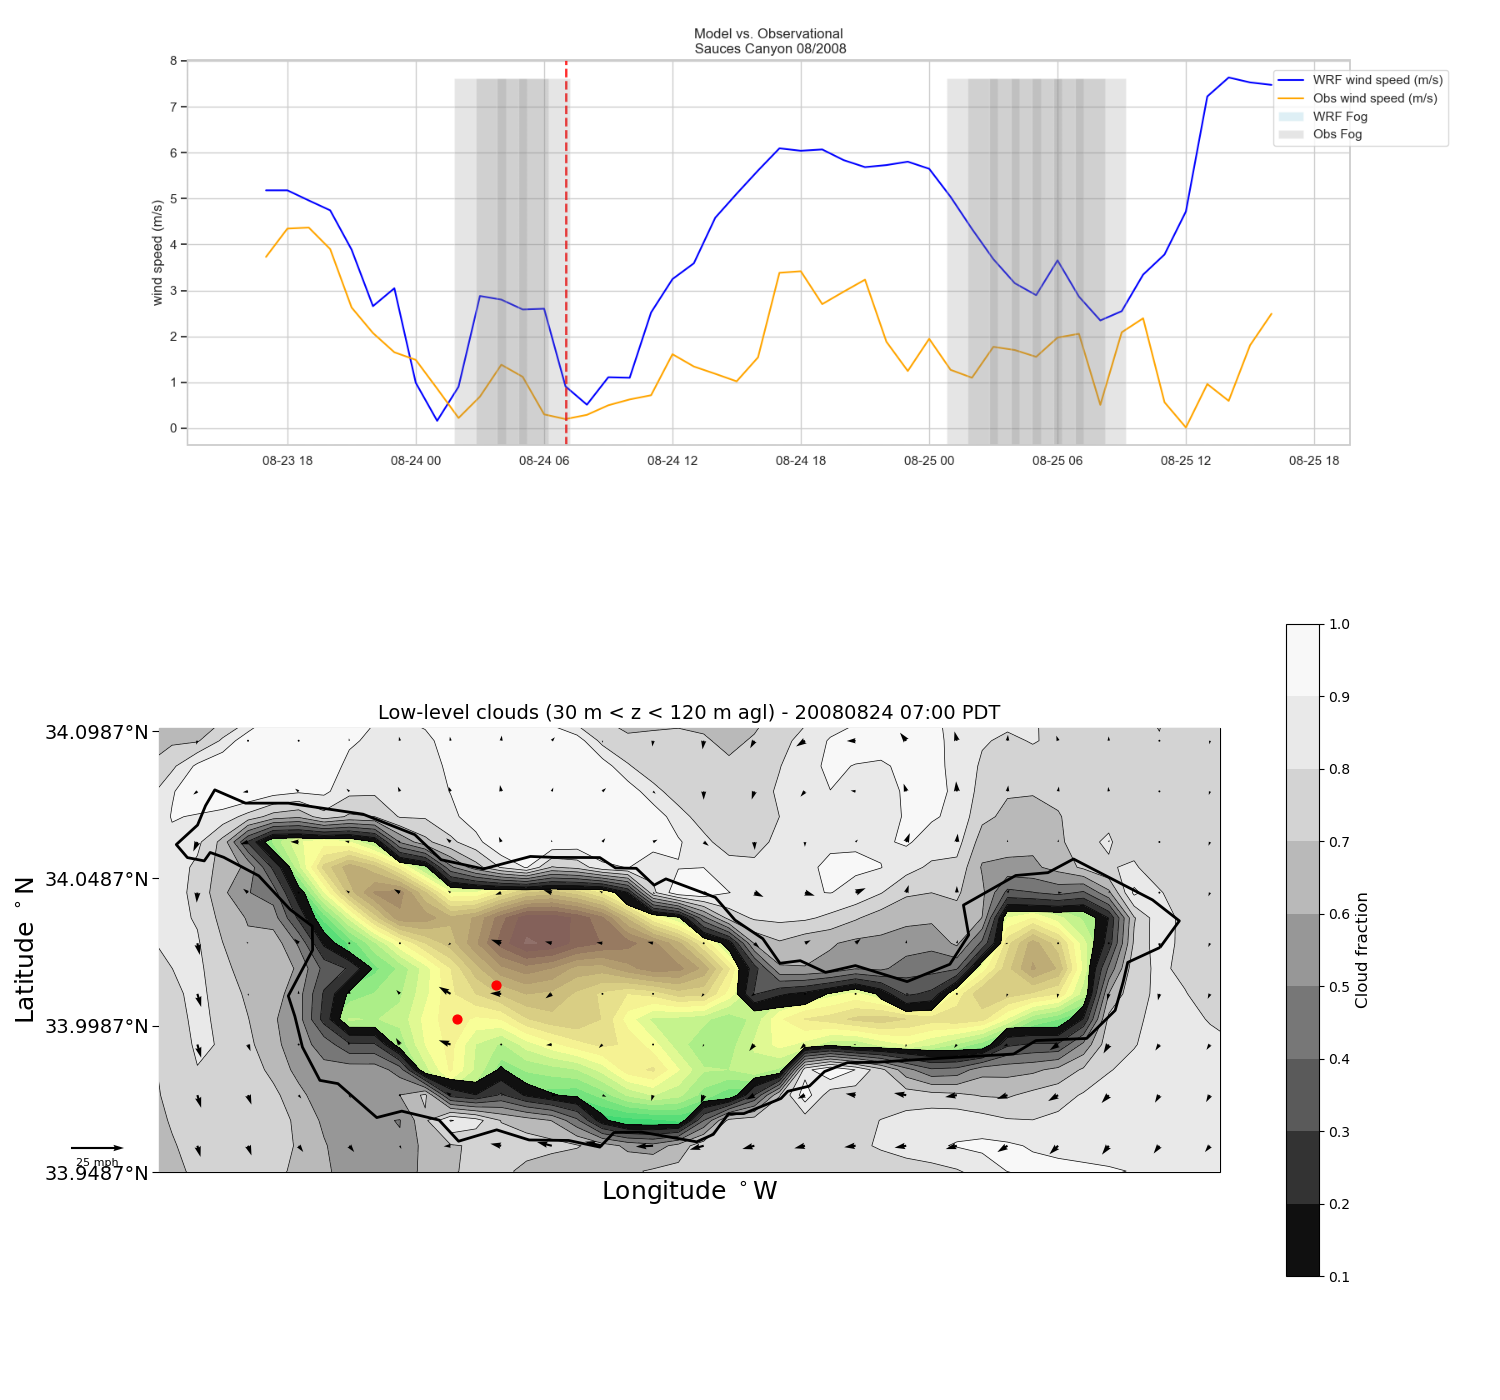 Model vs. Observational
Sauces Canyon 08/2008
8
7
6
5
4
3
2
1
0
wind speed (m/s)
WRF wind speed (m/s)
Obs wind speed (m/s)
WRF Fog
Obs Fog
08-23 18
08-24 00
08-24 06
08-24 12
08-24 18
08-25 00
08-25 06
08-25 12
08-25 18
Low-level clouds (30 m < z < 120 m agl) - 20080824 07:00 PDT
34.0987°N
34.0487°N
33.9987°N
33.9487°N
Latitude °N
25 mph
Longitude °W
1.0
0.9
0.8
0.7
0.6
0.5
0.4
0.3
0.2
0.1
Cloud fraction